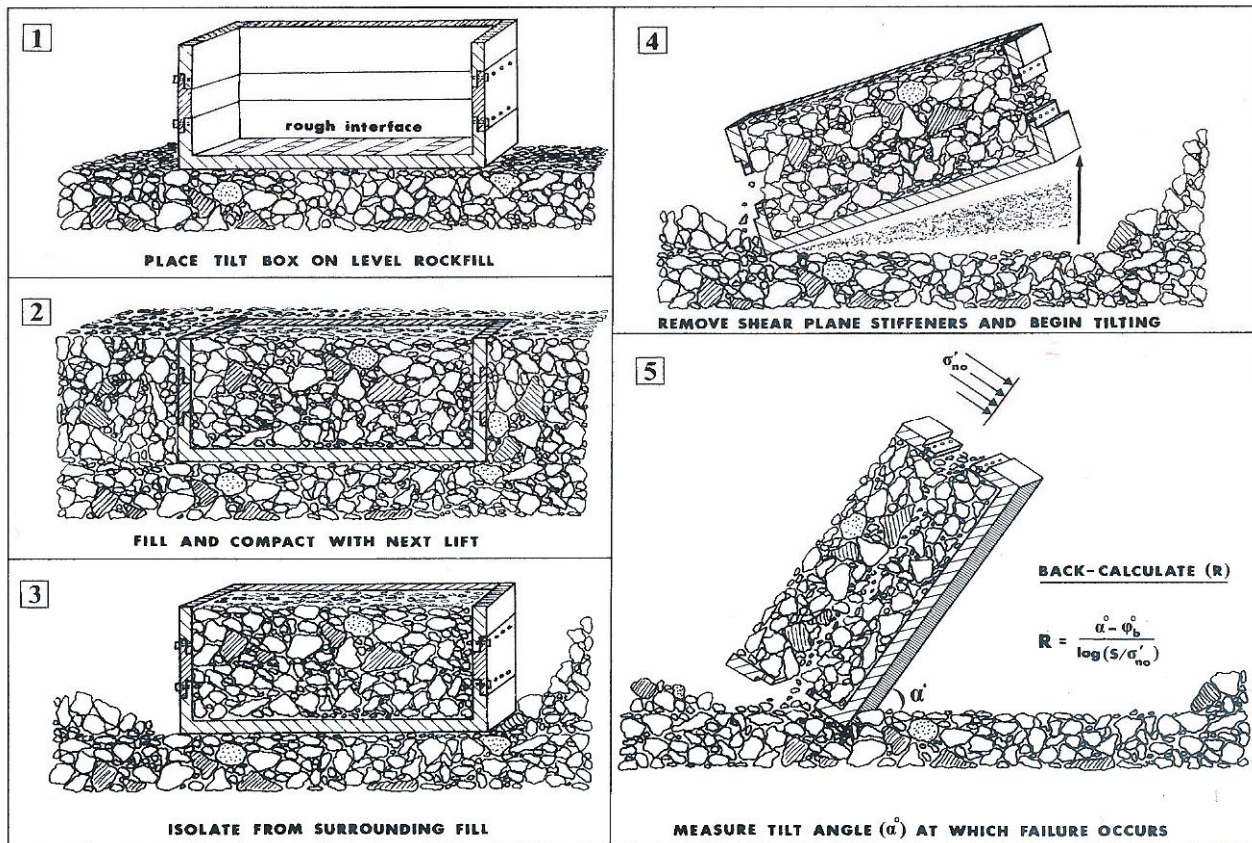 1
rough interface
PLACE TILT BOX ON LEVEL ROCKFILL
2
FILL AND COMPACT WITH NEXT LIFT
3
ISOLATE FROM SURROUNDING FILL
4
REMOVE SHEAR PLANE STIFFENERS AND BEGIN TILTING
5
σ'no
α°
BACK-CALCULATE (R)
R = α° - φ°b / log(S/σ'no)
MEASURE TILT ANGLE (α°) AT WHICH FAILURE OCCURS